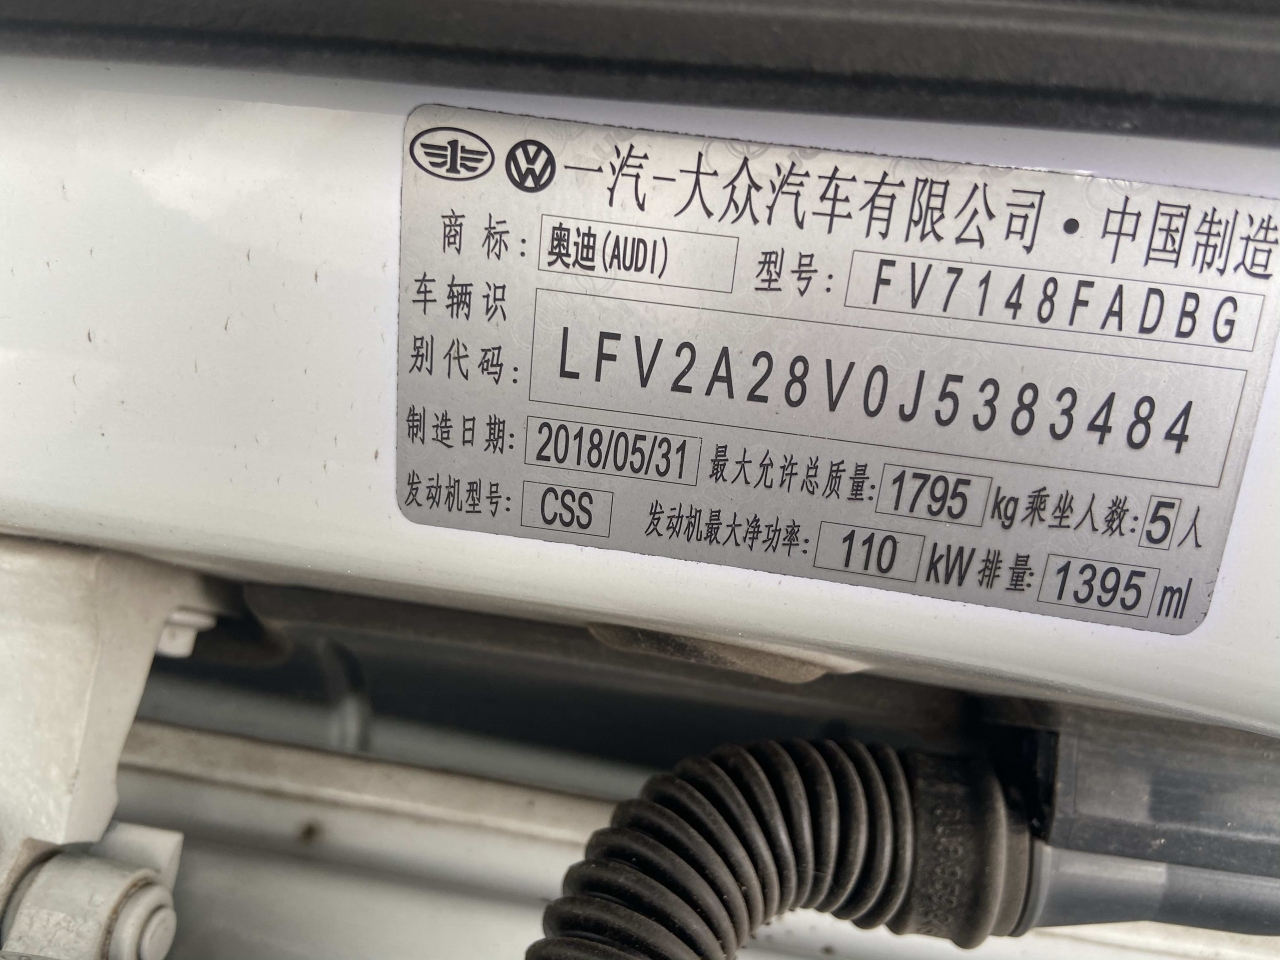 一汽-大众汽车有限公司·中国制造
商标: 奥迪(AUDI) 型号: FV7148FADBG
车辆识别代码: LFV2A28V0J5383484
制造日期: 2018/05/31 最大允许总质量: 1795 kg 乘坐人数: 5 人
发动机型号: CSS 发动机最大净功率: 110 kW 排量: 1395 ml